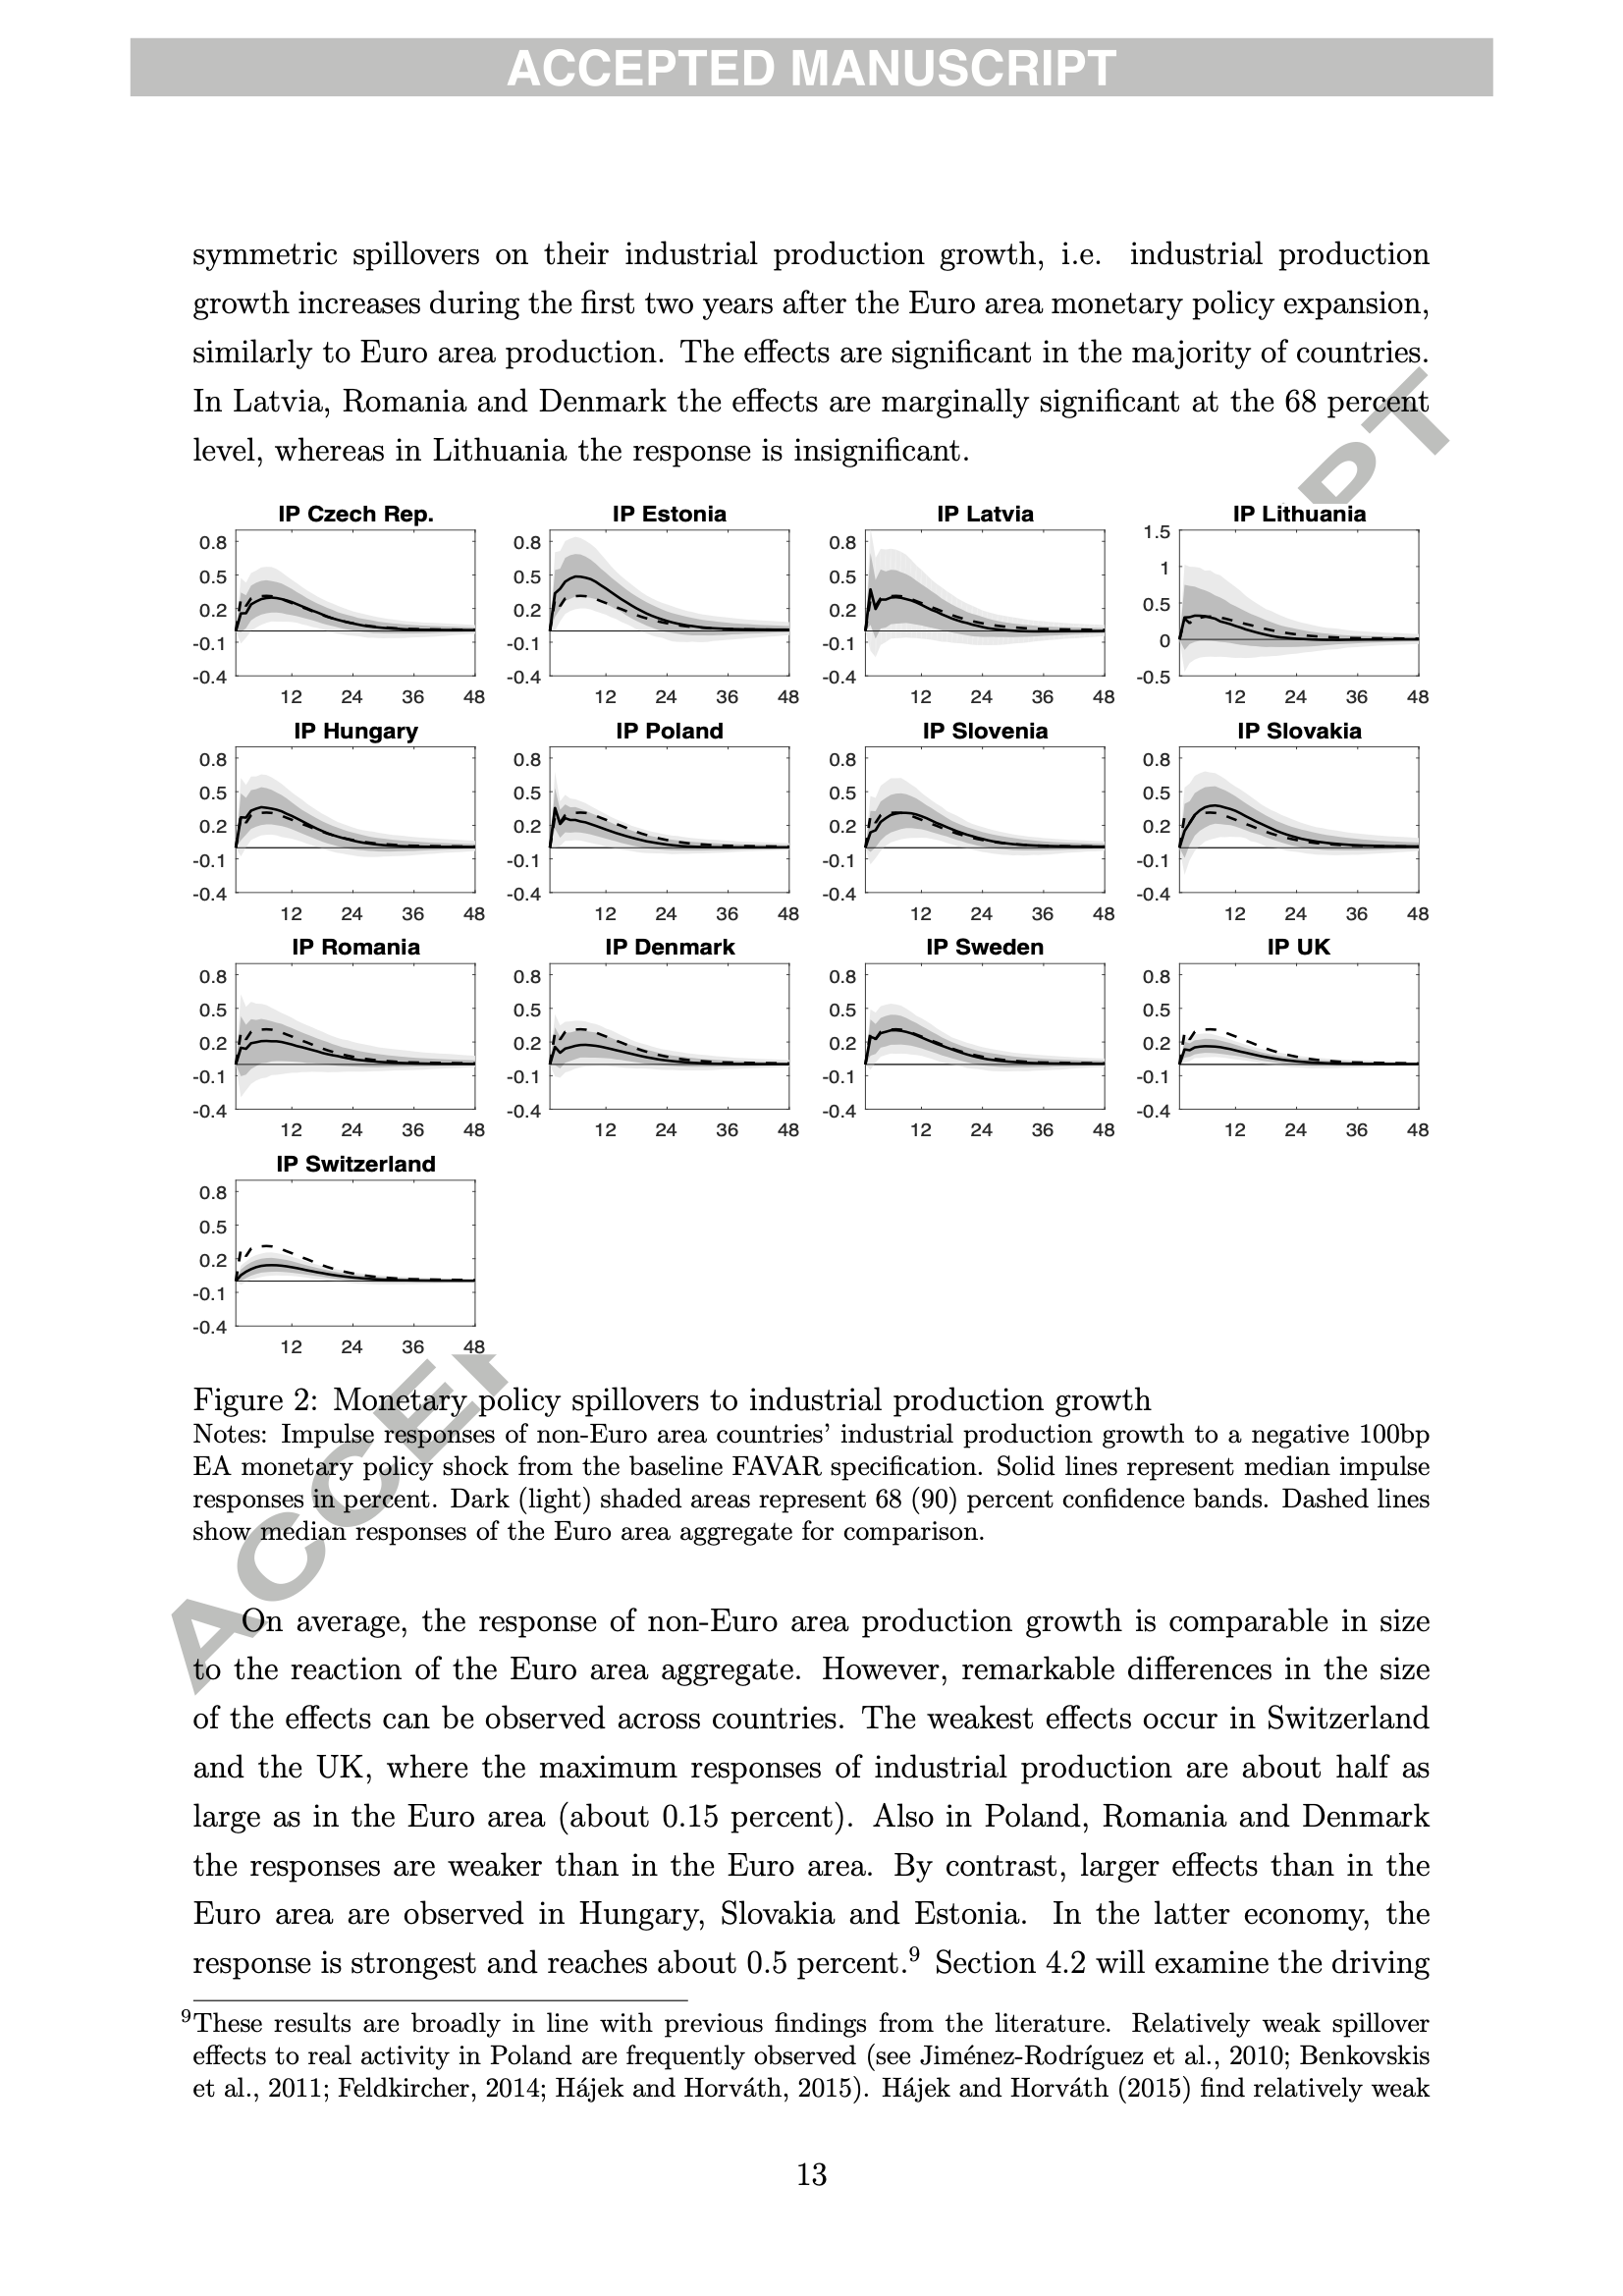 ACCEPTED MANUSCRIPT
symmetric spillovers on their industrial production growth, i.e. industrial production
growth increases during the first two years after the Euro area monetary policy expansion,
similarly to Euro area production. The effects are significant in the majority of countries.
In Latvia, Romania and Denmark the effects are marginally significant at the 68 percent
level, whereas in Lithuania the response is insignificant.
IP Czech Rep. IP Estonia IP Latvia IP Lithuania
0.8 0.8 0.8 1.5
0.5 0.5 0.5 1
0.2 0.2 0.2 0.5
-0.1 -0.1 -0.1 0
-0.4 -0.4 -0.4 -0.5
12 24 36 48 12 24 36 48 12 24 36 48 12 24 36 48
IP Hungary IP Poland IP Slovenia IP Slovakia
0.8 0.8 0.8 0.8
0.5 0.5 0.5 0.5
0.2 0.2 0.2 0.2
-0.1 -0.1 -0.1 -0.1
-0.4 -0.4 -0.4 -0.4
12 24 36 48 12 24 36 48 12 24 36 48 12 24 36 48
IP Romania IP Denmark IP Sweden IP UK
0.8 0.8 0.8 0.8
0.5 0.5 0.5 0.5
0.2 0.2 0.2 0.2
-0.1 -0.1 -0.1 -0.1
-0.4 -0.4 -0.4 -0.4
12 24 36 48 12 24 36 48 12 24 36 48 12 24 36 48
IP Switzerland
0.8
0.5
0.2
-0.1
-0.4
12 24 36 48
Figure 2: Monetary policy spillovers to industrial production growth
Notes: Impulse responses of non-Euro area countries' industrial production growth to a negative 100bp
EA monetary policy shock from the baseline FAVAR specification. Solid lines represent median impulse
responses in percent. Dark (light) shaded areas represent 68 (90) percent confidence bands. Dashed lines
show median responses of the Euro area aggregate for comparison.
On average, the response of non-Euro area production growth is comparable in size
to the reaction of the Euro area aggregate. However, remarkable differences in the size
of the effects can be observed across countries. The weakest effects occur in Switzerland
and the UK, where the maximum responses of industrial production are about half as
large as in the Euro area (about 0.15 percent). Also in Poland, Romania and Denmark
the responses are weaker than in the Euro area. By contrast, larger effects than in the
Euro area are observed in Hungary, Slovakia and Estonia. In the latter economy, the
response is strongest and reaches about 0.5 percent.⁹ Section 4.2 will examine the driving
⁹These results are broadly in line with previous findings from the literature. Relatively weak spillover
effects to real activity in Poland are frequently observed (see Jiménez-Rodríguez et al., 2010; Benkovskis
et al., 2011; Feldkircher, 2014; Hájek and Horváth, 2015). Hájek and Horváth (2015) find relatively weak
13